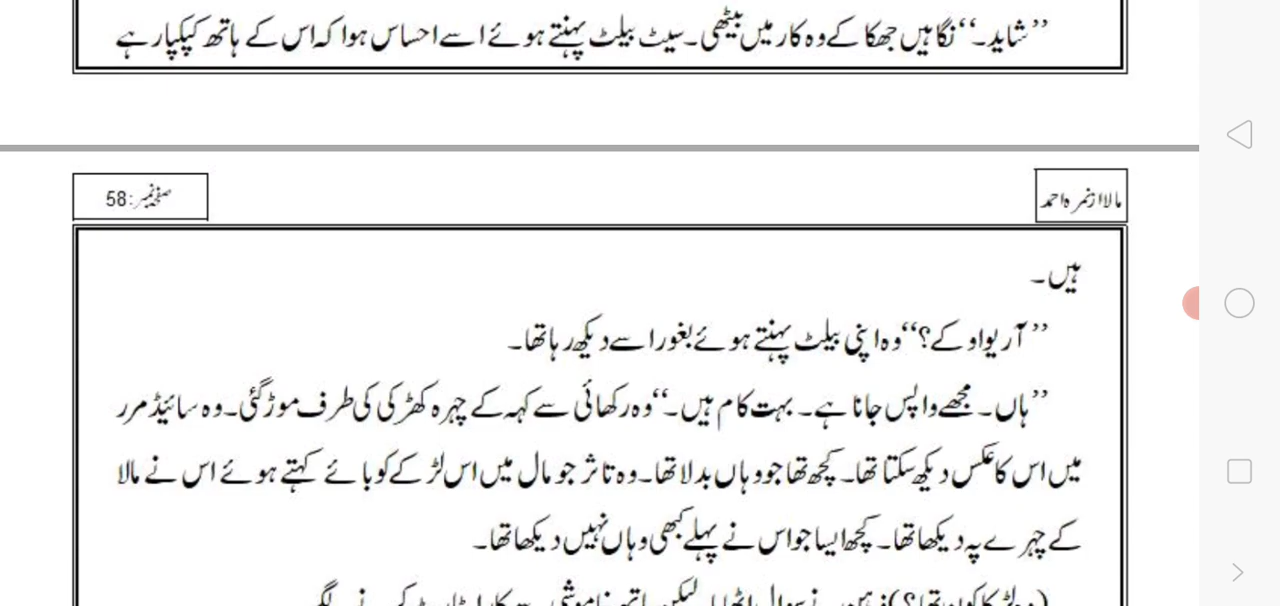 ’’شاید۔‘‘ نگاہیں جھکا کے وہ کار میں بیٹھی۔ سیٹ بیلٹ پہنتے ہوئے اسے احساس ہوا کہ اس کے ہاتھ کپکپا رہے
مالا از نمرہ احمد
صفحہ نمبر: 58
ہیں۔
’’آر یو اوکے؟‘‘ وہ اپنی بیلٹ پہنتے ہوئے بغور اسے دیکھ رہا تھا۔
’’ہاں۔ مجھے واپس جانا ہے۔ بہت کام ہیں۔‘‘ وہ رکھائی سے کہہ کے چہرہ کھڑکی کی طرف موڑ گئی۔ وہ سائیڈ مرر
میں اس کا عکس دیکھ سکتا تھا۔ کچھ تھا جو وہاں بدلا تھا۔ وہ تاثر جو مال میں اس لڑکے کو بائے کہتے ہوئے اس نے مالا
کے چہرے پہ دیکھا تھا۔ کچھ ایسا جو اس نے پہلے کبھی وہاں نہیں دیکھا تھا۔